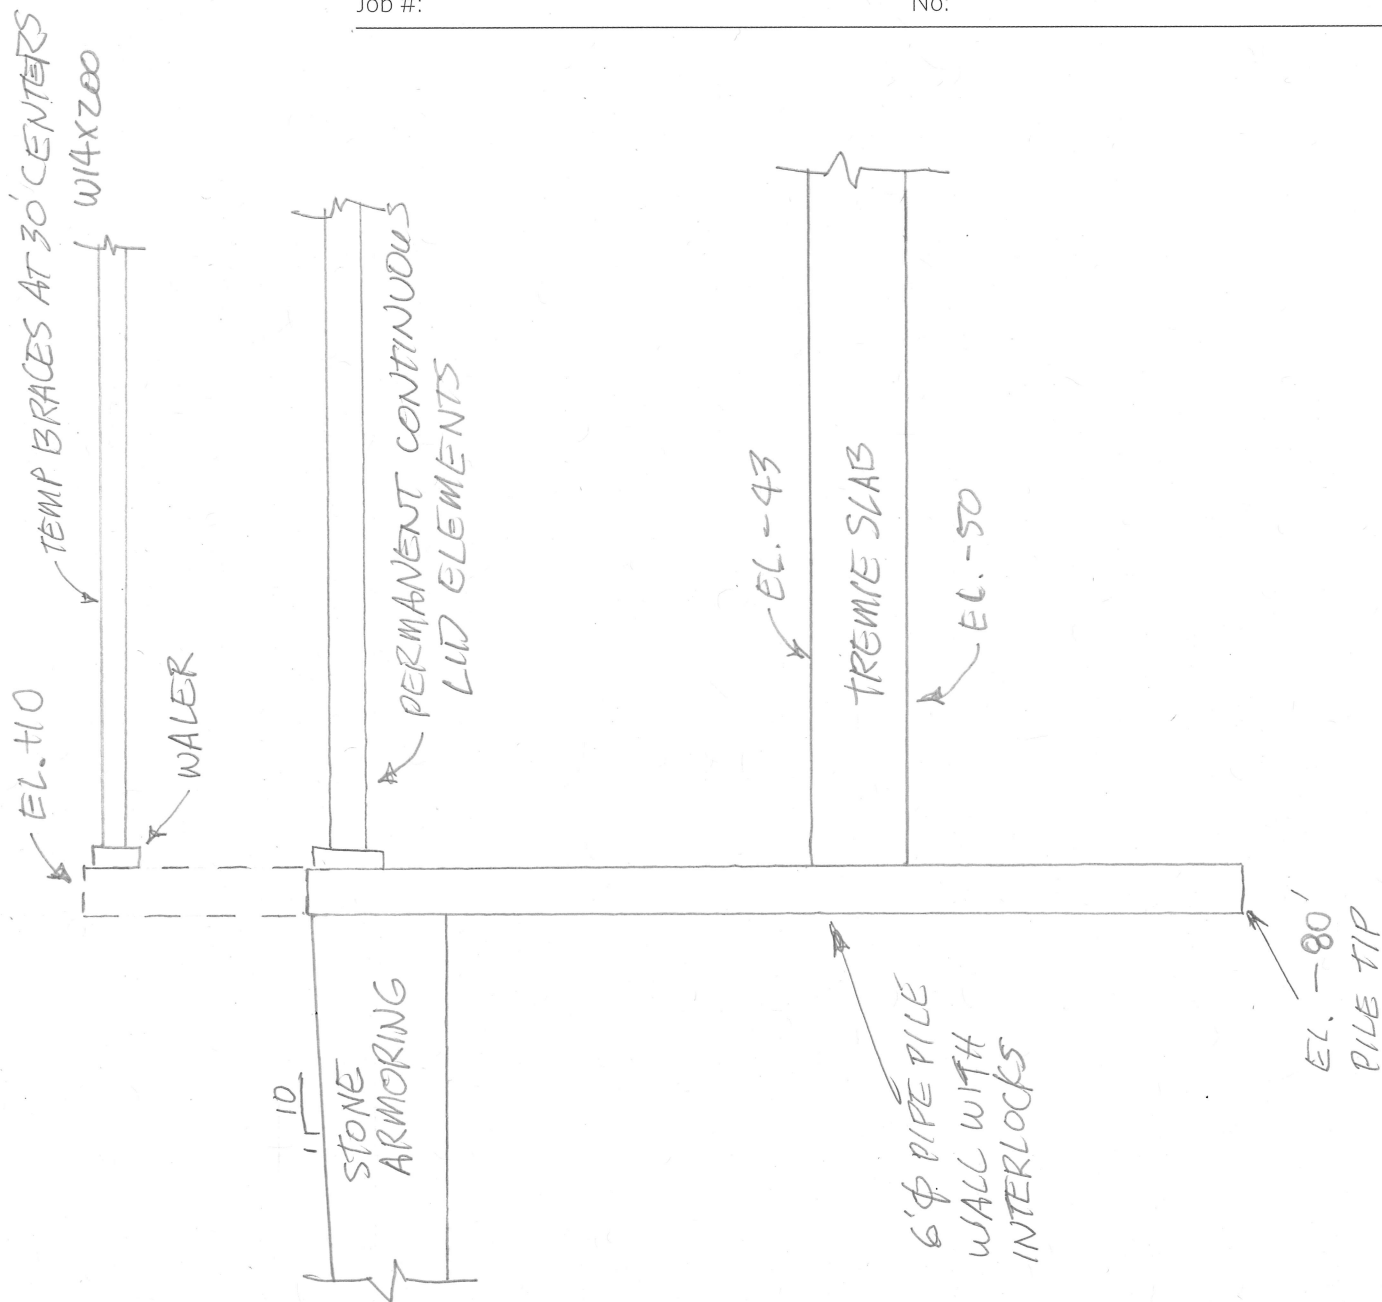 Job #:
No:
TEMP BRACES AT 30' CENTERS
W14X200
EL. +10
WALER
PERMANENT CONTINUOUS
LID ELEMENTS
EL. -43
TREMIE SLAB
EL. -50
10
1
STONE
ARMORING
6'φ PIPE PILE
WALL WITH
INTERLOCKS
EL. -80'
PILE TIP